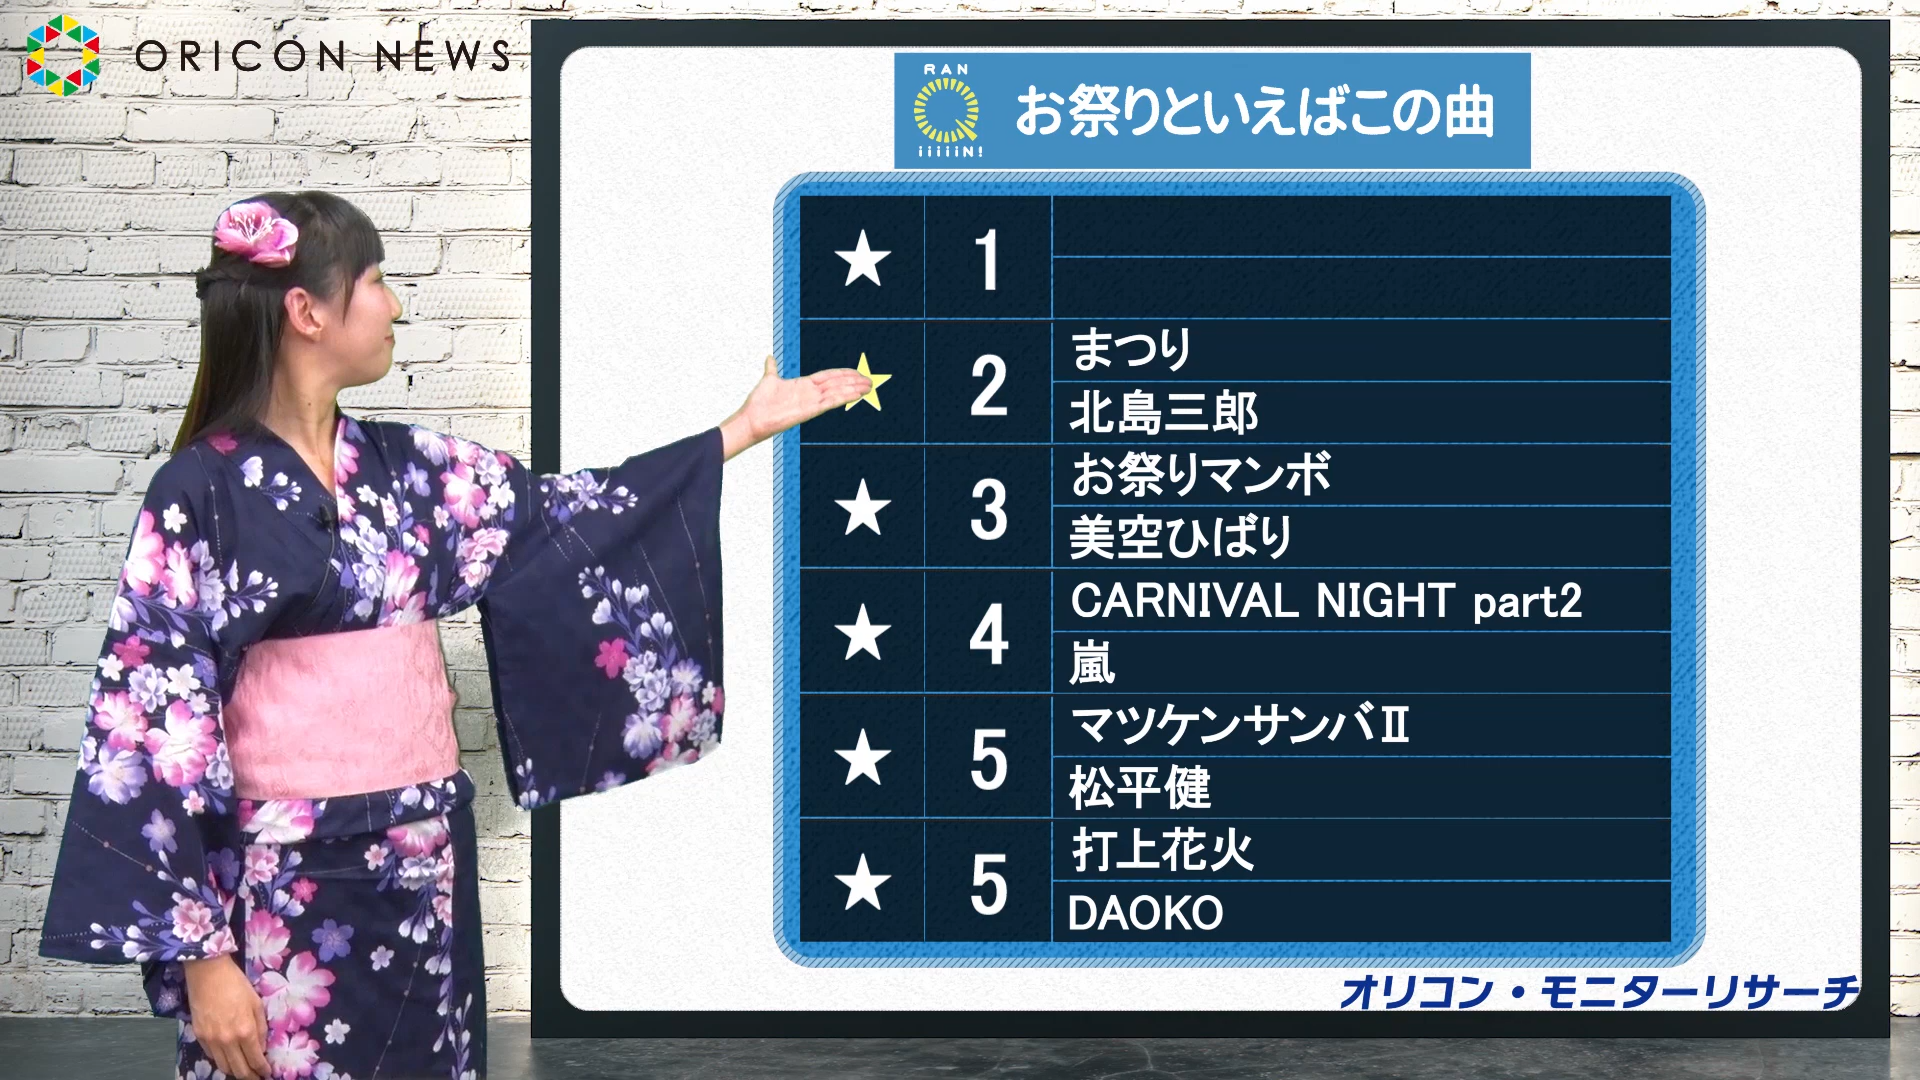 ORICON NEWS
RAN
iiiiiN!
お祭りといえばこの曲
★ 1
★ 2 まつり
北島三郎
★ 3 お祭りマンボ
美空ひばり
★ 4 CARNIVAL NIGHT part2
嵐
★ 5 マツケンサンバⅡ
松平健
★ 5 打上花火
DAOKO
オリコン・モニターリサーチ